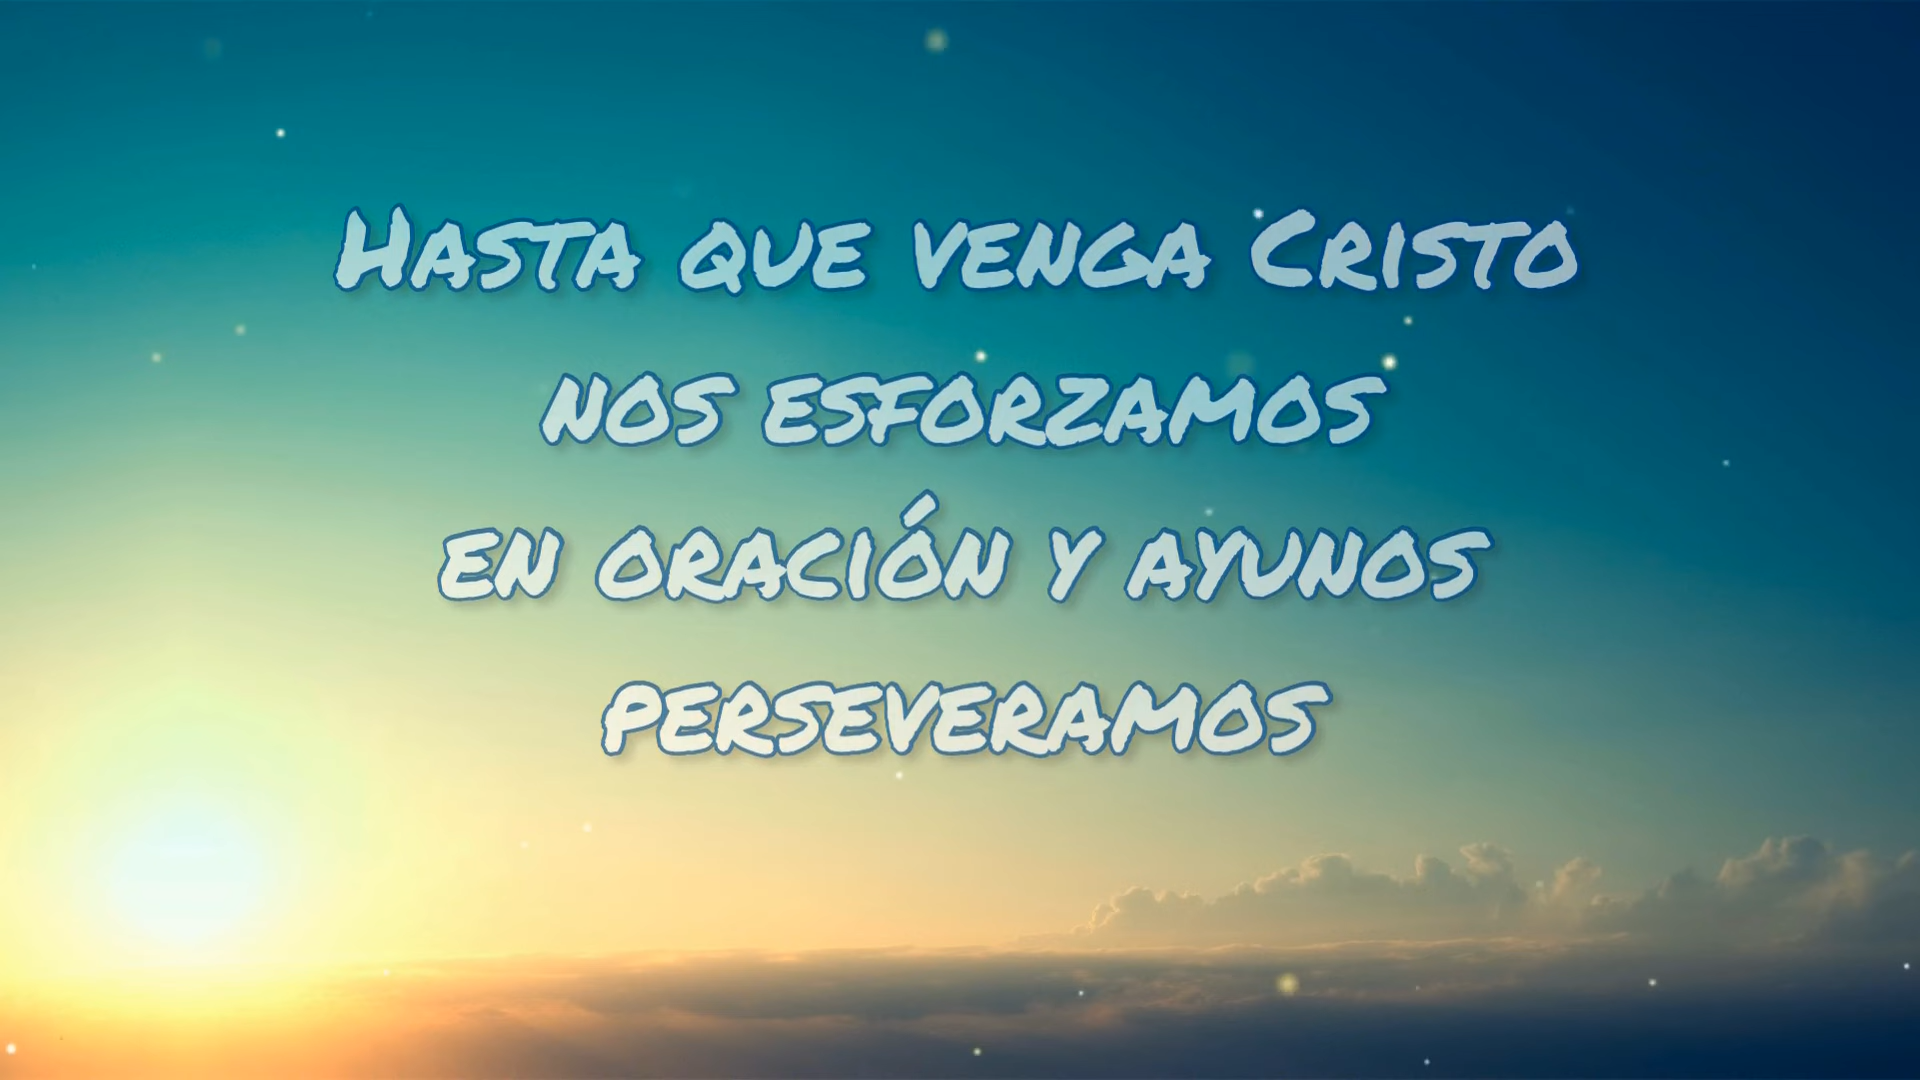 Hasta que venga Cristo
nos esforzamos
en oración y ayunos
perseveramos